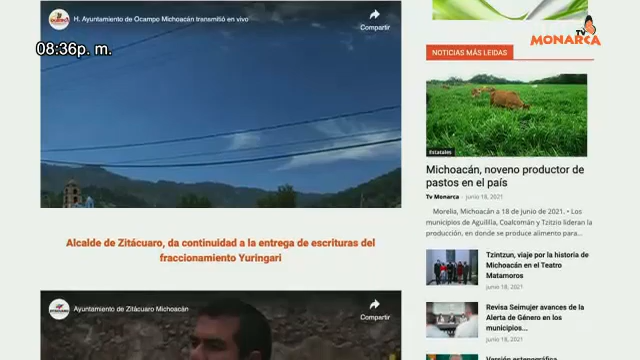 H. Ayuntamiento de Ocampo Michoacán transmitió en vivo
Compartir
08:36p. m.
Alcalde de Zitácuaro, da continuidad a la entrega de escrituras del
fraccionamiento Yuringari
Ayuntamiento de Zitácuaro Michoacán
Compartir
TV
MONARCA
NOTICIAS MÁS LEIDAS
Estatales
Michoacán, noveno productor de
pastos en el país
Tv Monarca - junio 18, 2021
Morelia, Michoacán a 18 de junio de 2021. • Los
municipios de Aguililla, Coalcomán y Tzitzio lideran la
producción, en donde se produce alimento para...
Tzintzun, viaje por la historia de
Michoacán en el Teatro
Matamoros
junio 18, 2021
Revisa Seimujer avances de la
Alerta de Género en los
municipios...
junio 18, 2021
Versión estenográfica